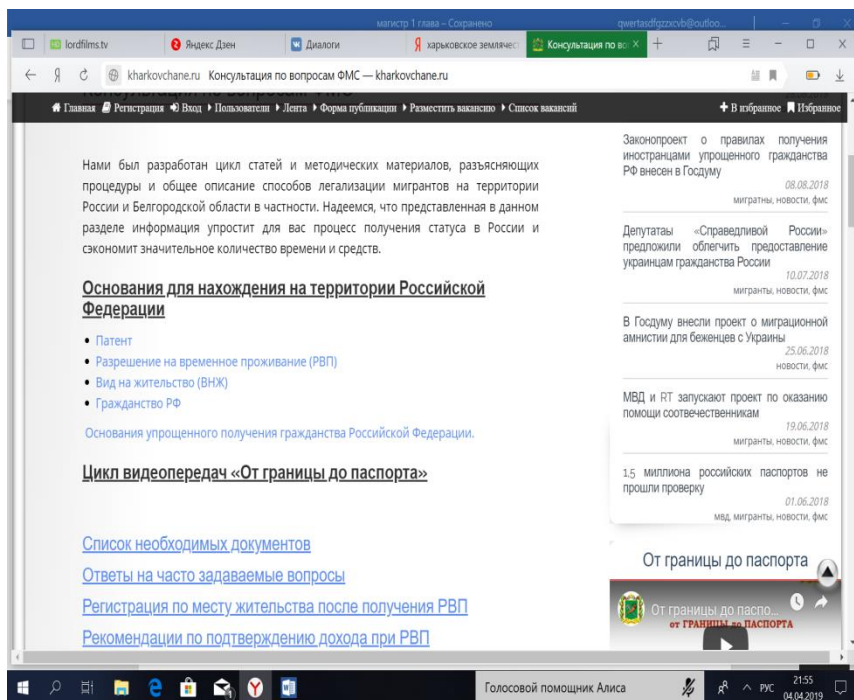 магистр 1 глава – Сохранено
qwertasdfgzzxcvb@outloo...
lordfilms.tv
Яндекс Дзен
Диалоги
харьковское землячест
Консультация по во
kharkovchane.ru Консультация по вопросам ФМС — kharkovchane.ru
Главная Регистрация Вход Пользователи Лента Форма публикации Разместить вакансию Список вакансий
В избранное Избранное
Нами был разработан цикл статей и методических материалов, разъясняющих
процедуры и общее описание способов легализации мигрантов на территории
России и Белгородской области в частности. Надеемся, что представленная в данном
разделе информация упростит для вас процесс получения статуса в России и
сэкономит значительное количество времени и средств.
Основания для нахождения на территории Российской
Федерации
Патент
Разрешение на временное проживание (РВП)
Вид на жительство (ВНЖ)
Гражданство РФ
Основания упрощенного получения гражданства Российской Федерации.
Цикл видеопередач «От границы до паспорта»
Список необходимых документов
Ответы на часто задаваемые вопросы
Регистрация по месту жительства после получения РВП
Рекомендации по подтверждению дохода при РВП
Законопроект о правилах получения
иностранцами упрощенного гражданства
РФ внесен в Госдуму
08.08.2018
мигратны, новости, фмс
Депутаты «Справедливой России»
предложили облегчить предоставление
украинцам гражданства России
10.07.2018
мигранты, новости, фмс
В Госдуму внесли проект о миграционной
амнистии для беженцев с Украины
25.06.2018
новости, фмс
МВД и RT запускают проект по оказанию
помощи соотвечественникам
19.06.2018
мигранты, новости, фмс
1,5 миллиона российских паспортов не
прошли проверку
01.06.2018
мвд, мигранты, новости, фмс
От границы до паспорта
От границы до паспо...
от ГРАНИЦЫ до ПАСПОРТА
Голосовой помощник Алиса
РУС
21:55
04.04.2019